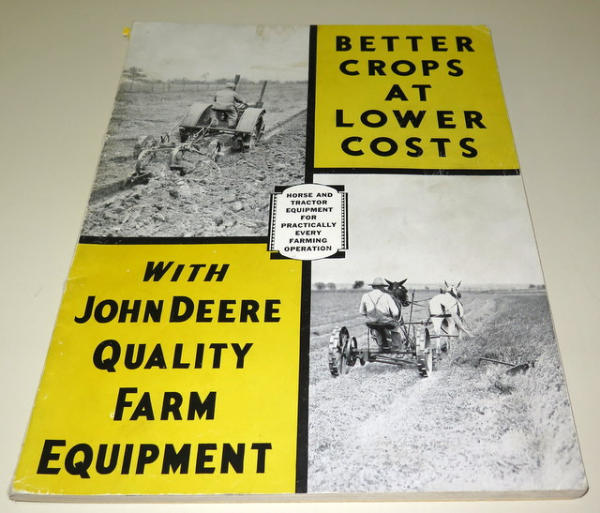 BETTER
CROPS
AT
LOWER
COSTS
HORSE AND
TRACTOR
EQUIPMENT
FOR
PRACTICALLY
EVERY
FARMING
OPERATION
WITH
JOHN DEERE
QUALITY
FARM
EQUIPMENT